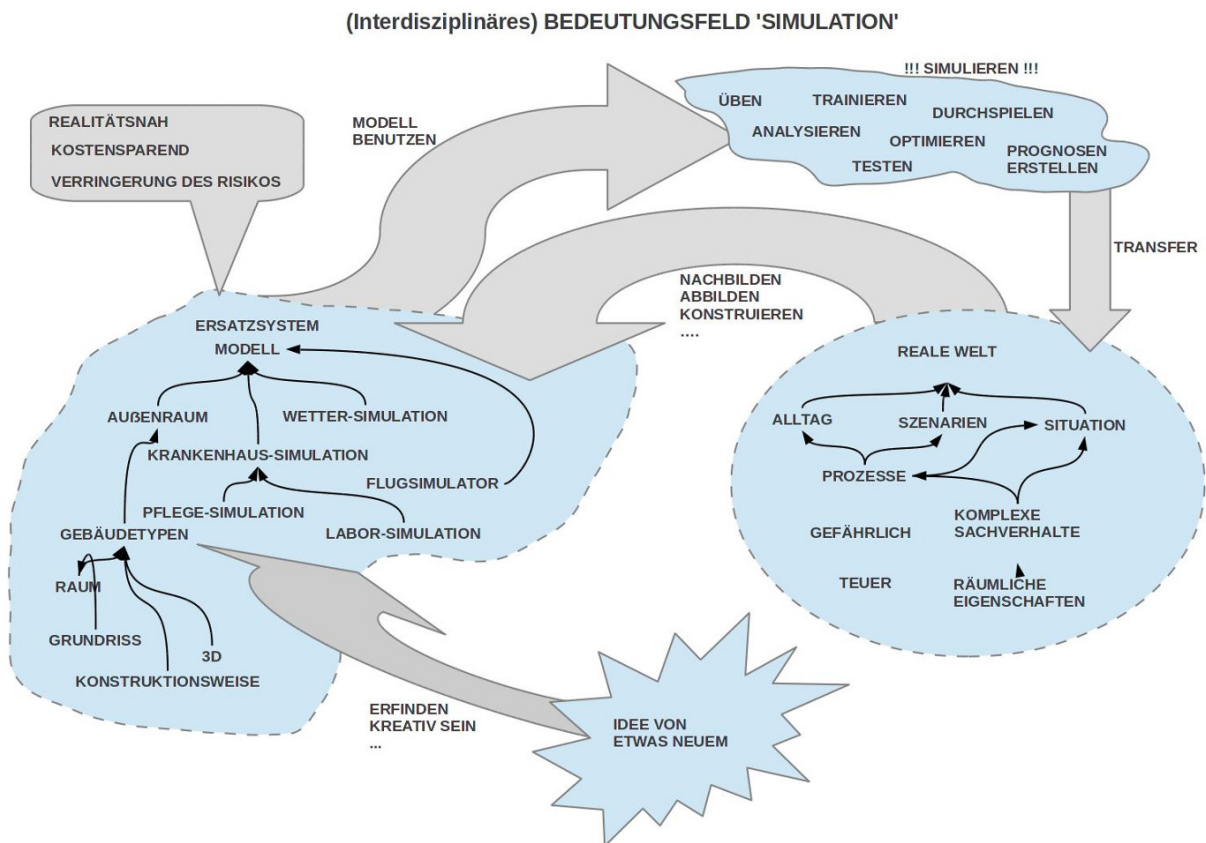 (Interdisziplinäres) BEDEUTUNGSFELD 'SIMULATION'
!!! SIMULIEREN !!!
ÜBEN
TRAINIEREN
DURCHSPIELEN
ANALYSIEREN
OPTIMIEREN
TESTEN
PROGNOSEN
ERSTELLEN
REALITÄTSNAH
KOSTENSPAREND
VERRINGERUNG DES RISIKOS
MODELL
BENUTZEN
TRANSFER
NACHBILDEN
ABBILDEN
KONSTRUIEREN
....
ERSATZSYSTEM
MODELL
AUßENRAUM
WETTER-SIMULATION
KRANKENHAUS-SIMULATION
FLUGSIMULATOR
PFLEGE-SIMULATION
LABOR-SIMULATION
GEBÄUDETYPEN
RAUM
GRUNDRISS
3D
KONSTRUKTIONSWEISE
REALE WELT
ALLTAG
SZENARIEN
SITUATION
PROZESSE
GEFÄHRLICH
KOMPLEXE
SACHVERHALTE
TEUER
RÄUMLICHE
EIGENSCHAFTEN
ERFINDEN
KREATIV SEIN
...
IDEE VON
ETWAS NEUEM